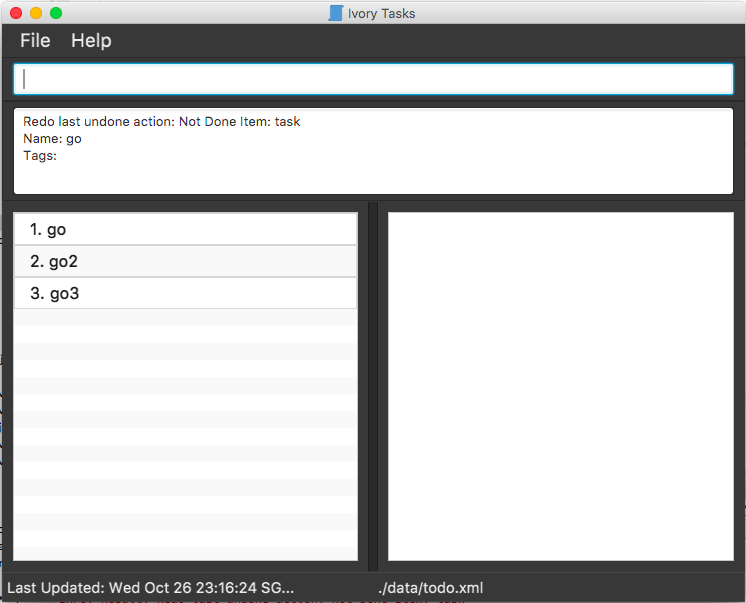 Ivory Tasks
File Help
Redo last undone action: Not Done Item: task
Name: go
Tags:
1. go
2. go2
3. go3
Last Updated: Wed Oct 26 23:16:24 SG...
./data/todo.xml